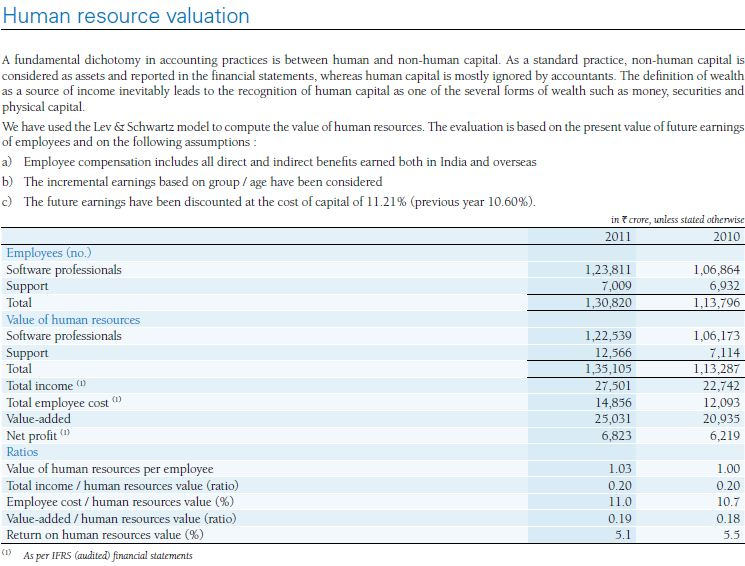 Human resource valuation
A fundamental dichotomy in accounting practices is between human and non-human capital. As a standard practice, non-human capital is
considered as assets and reported in the financial statements, whereas human capital is mostly ignored by accountants. The definition of wealth
as a source of income inevitably leads to the recognition of human capital as one of the several forms of wealth such as money, securities and
physical capital.
We have used the Lev & Schwartz model to compute the value of human resources. The evaluation is based on the present value of future earnings
of employees and on the following assumptions :
a) Employee compensation includes all direct and indirect benefits earned both in India and overseas
b) The incremental earnings based on group / age have been considered
c) The future earnings have been discounted at the cost of capital of 11.21% (previous year 10.60%).
in ₹ crore, unless stated otherwise
2011 2010
Employees (no.)
Software professionals 1,23,811 1,06,864
Support 7,009 6,932
Total 1,30,820 1,13,796
Value of human resources
Software professionals 1,22,539 1,06,173
Support 12,566 7,114
Total 1,35,105 1,13,287
Total income (1) 27,501 22,742
Total employee cost (1) 14,856 12,093
Value-added 25,031 20,935
Net profit (1) 6,823 6,219
Ratios
Value of human resources per employee 1.03 1.00
Total income / human resources value (ratio) 0.20 0.20
Employee cost / human resources value (%) 11.0 10.7
Value-added / human resources value (ratio) 0.19 0.18
Return on human resources value (%) 5.1 5.5
(1) As per IFRS (audited) financial statements